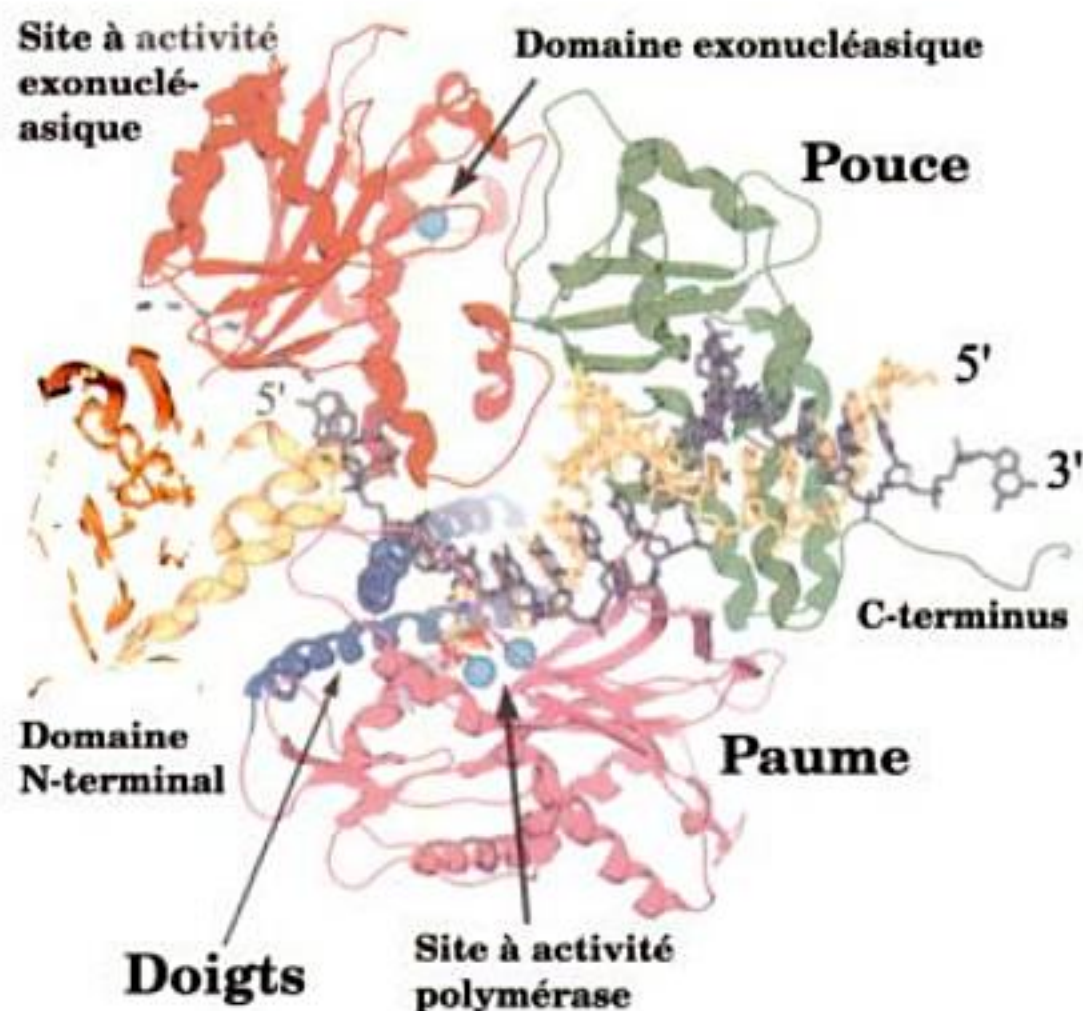 Site à activité
exonuclé-
asique
Domaine exonucléasique
Pouce
5'
5'
3'
C-terminus
Domaine
N-terminal
Paume
Doigts
Site à activité
polymérase